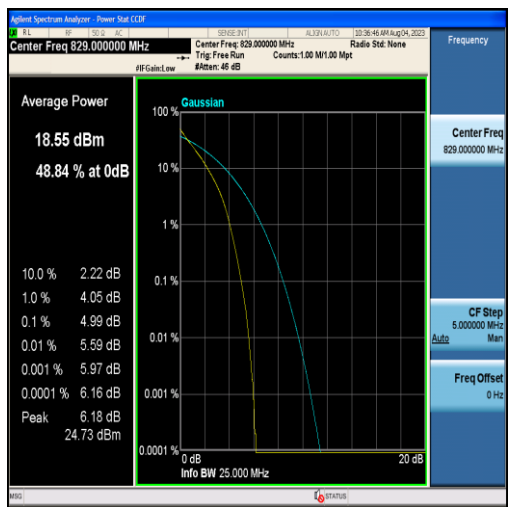 Agilent Spectrum Analyzer - Power Stat CCDF
RL RF 50 Ω AC SENSE:INT ALIGN AUTO 10:36:46 AM Aug 04, 2023
Center Freq 829.000000 MHz
Center Freq: 829.000000 MHz Radio Std: None
Trig: Free Run Counts:1.00 M/1.00 Mpt
#IFGain:Low #Atten: 46 dB
Frequency
Center Freq
829.000000 MHz
CF Step
5.000000 MHz
Auto Man
Freq Offset
0 Hz
Average Power
18.55 dBm
48.84 % at 0dB
10.0 % 2.22 dB
1.0 % 4.05 dB
0.1 % 4.99 dB
0.01 % 5.59 dB
0.001 % 5.97 dB
0.0001 % 6.16 dB
Peak 6.18 dB
24.73 dBm
Gaussian
100 %
10 %
1 %
0.1 %
0.01 %
0.001 %
0.0001 %
0 dB 20 dB
Info BW 25.000 MHz
MSG STATUS